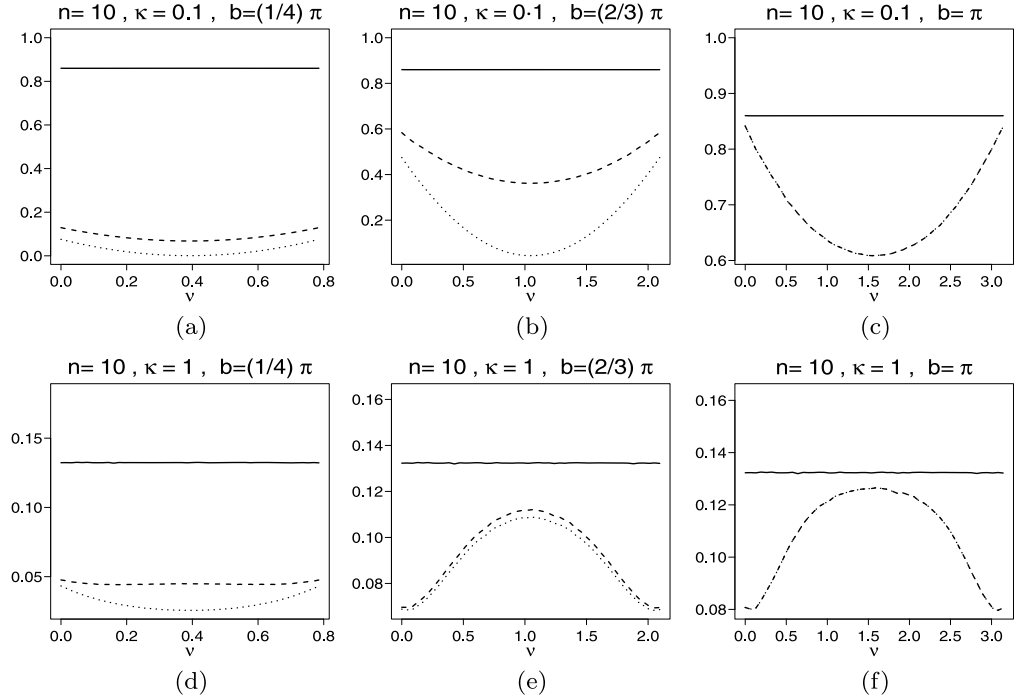 n= 10 , κ = 0.1 , b=(1/4) π
n= 10 , κ = 0·1 , b=(2/3) π
n= 10 , κ = 0.1 , b= π
1.0
0.8
0.6
0.4
0.2
0.0
0.0 0.2 0.4 0.6 0.8
ν
(a)
1.0
0.8
0.6
0.4
0.2
0.0 0.5 1.0 1.5 2.0
ν
(b)
1.0
0.9
0.8
0.7
0.6
0.0 0.5 1.0 1.5 2.0 2.5 3.0
ν
(c)
n= 10 , κ = 1 , b=(1/4) π
n= 10 , κ = 1 , b=(2/3) π
n= 10 , κ = 1 , b= π
0.15
0.10
0.05
0.0 0.2 0.4 0.6 0.8
ν
(d)
0.16
0.14
0.12
0.10
0.08
0.0 0.5 1.0 1.5 2.0
ν
(e)
0.16
0.14
0.12
0.10
0.08
0.0 0.5 1.0 1.5 2.0 2.5 3.0
ν
(f)